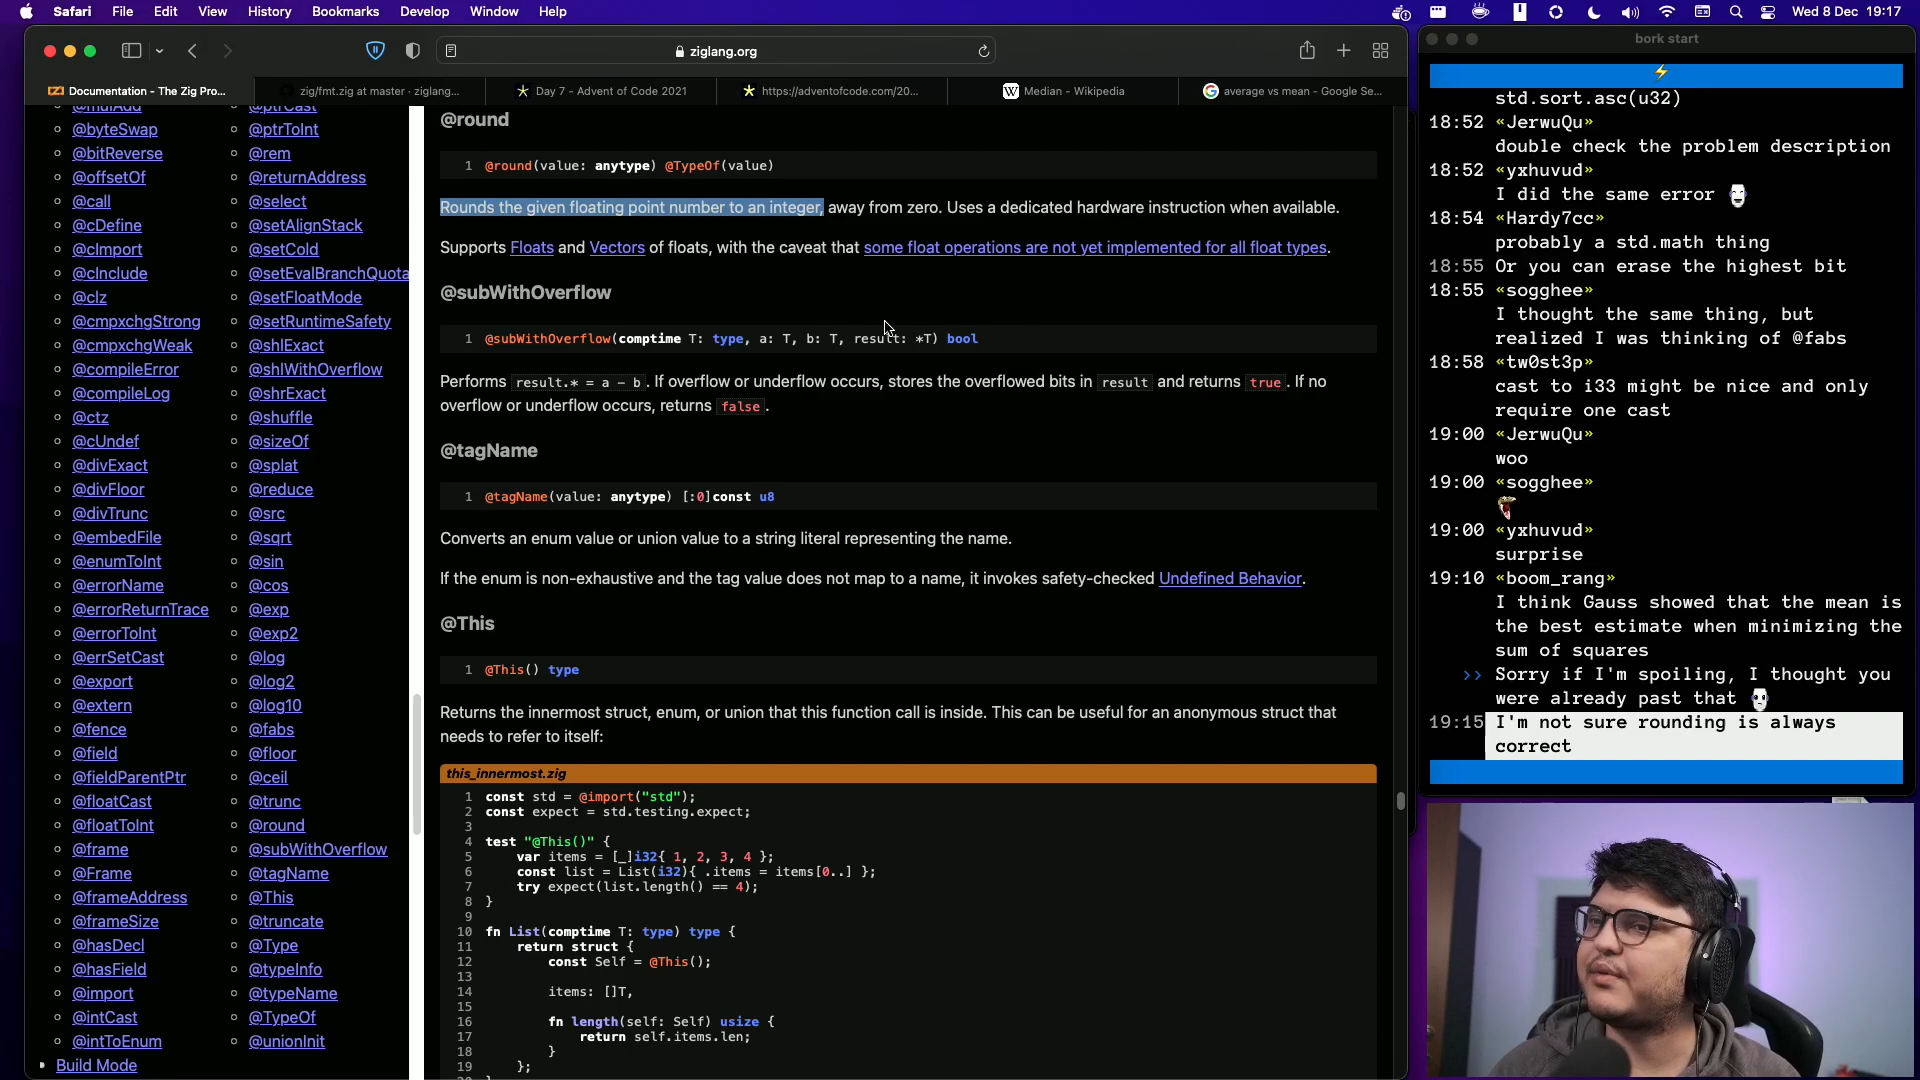 Safari File Edit View History Bookmarks Develop Window Help
Wed 8 Dec 19:17
ziglang.org
bork start
Documentation - The Zig Pro...
zig/fmt.zig at master · ziglang...
Day 7 - Advent of Code 2021
https://adventofcode.com/20...
Median - Wikipedia
average vs mean - Google Se...
@mulAdd
@byteSwap
@bitReverse
@offsetOf
@call
@cDefine
@cImport
@cInclude
@clz
@cmpxchgStrong
@cmpxchgWeak
@compileError
@compileLog
@ctz
@cUndef
@divExact
@divFloor
@divTrunc
@embedFile
@enumToInt
@errorName
@errorReturnTrace
@errorToInt
@errSetCast
@export
@extern
@fence
@field
@fieldParentPtr
@floatCast
@floatToInt
@frame
@Frame
@frameAddress
@frameSize
@hasDecl
@hasField
@import
@intCast
@intToEnum
Build Mode
@ptrCast
@ptrToInt
@rem
@returnAddress
@select
@setAlignStack
@setCold
@setEvalBranchQuota
@setFloatMode
@setRuntimeSafety
@shlExact
@shlWithOverflow
@shrExact
@shuffle
@sizeOf
@splat
@reduce
@src
@sqrt
@sin
@cos
@exp
@exp2
@log
@log2
@log10
@fabs
@floor
@ceil
@trunc
@round
@subWithOverflow
@tagName
@This
@truncate
@Type
@typeInfo
@typeName
@TypeOf
@unionInit
@round
1 @round(value: anytype) @TypeOf(value)
Rounds the given floating point number to an integer, away from zero. Uses a dedicated hardware instruction when available.
Supports Floats and Vectors of floats, with the caveat that some float operations are not yet implemented for all float types.
@subWithOverflow
1 @subWithOverflow(comptime T: type, a: T, b: T, result: *T) bool
Performs result.* = a - b. If overflow or underflow occurs, stores the overflowed bits in result and returns true. If no
overflow or underflow occurs, returns false.
@tagName
1 @tagName(value: anytype) [:0]const u8
Converts an enum value or union value to a string literal representing the name.
If the enum is non-exhaustive and the tag value does not map to a name, it invokes safety-checked Undefined Behavior.
@This
1 @This() type
Returns the innermost struct, enum, or union that this function call is inside. This can be useful for an anonymous struct that
needs to refer to itself:
this_innermost.zig
1 const std = @import("std");
2 const expect = std.testing.expect;
3
4 test "@This()" {
5 var items = [_]i32{ 1, 2, 3, 4 };
6 const list = List(i32){ .items = items[0..] };
7 try expect(list.length() == 4);
8 }
9
10 fn List(comptime T: type) type {
11 return struct {
12 const Self = @This();
13
14 items: []T,
15
16 fn length(self: Self) usize {
17 return self.items.len;
18 }
19 };
std.sort.asc(u32)
18:52 «JerwuQu»
double check the problem description
18:52 «yxhuvud»
I did the same error
18:54 «Hardy7cc»
probably a std.math thing
18:55 Or you can erase the highest bit
18:55 «sogghee»
I thought the same thing, but
realized I was thinking of @fabs
18:58 «tw0st3p»
cast to i33 might be nice and only
require one cast
19:00 «JerwuQu»
woo
19:00 «sogghee»
19:00 «yxhuvud»
surprise
19:10 «boom_rang»
I think Gauss showed that the mean is
the best estimate when minimizing the
sum of squares
>> Sorry if I'm spoiling, I thought you
were already past that
19:15 I'm not sure rounding is always
correct